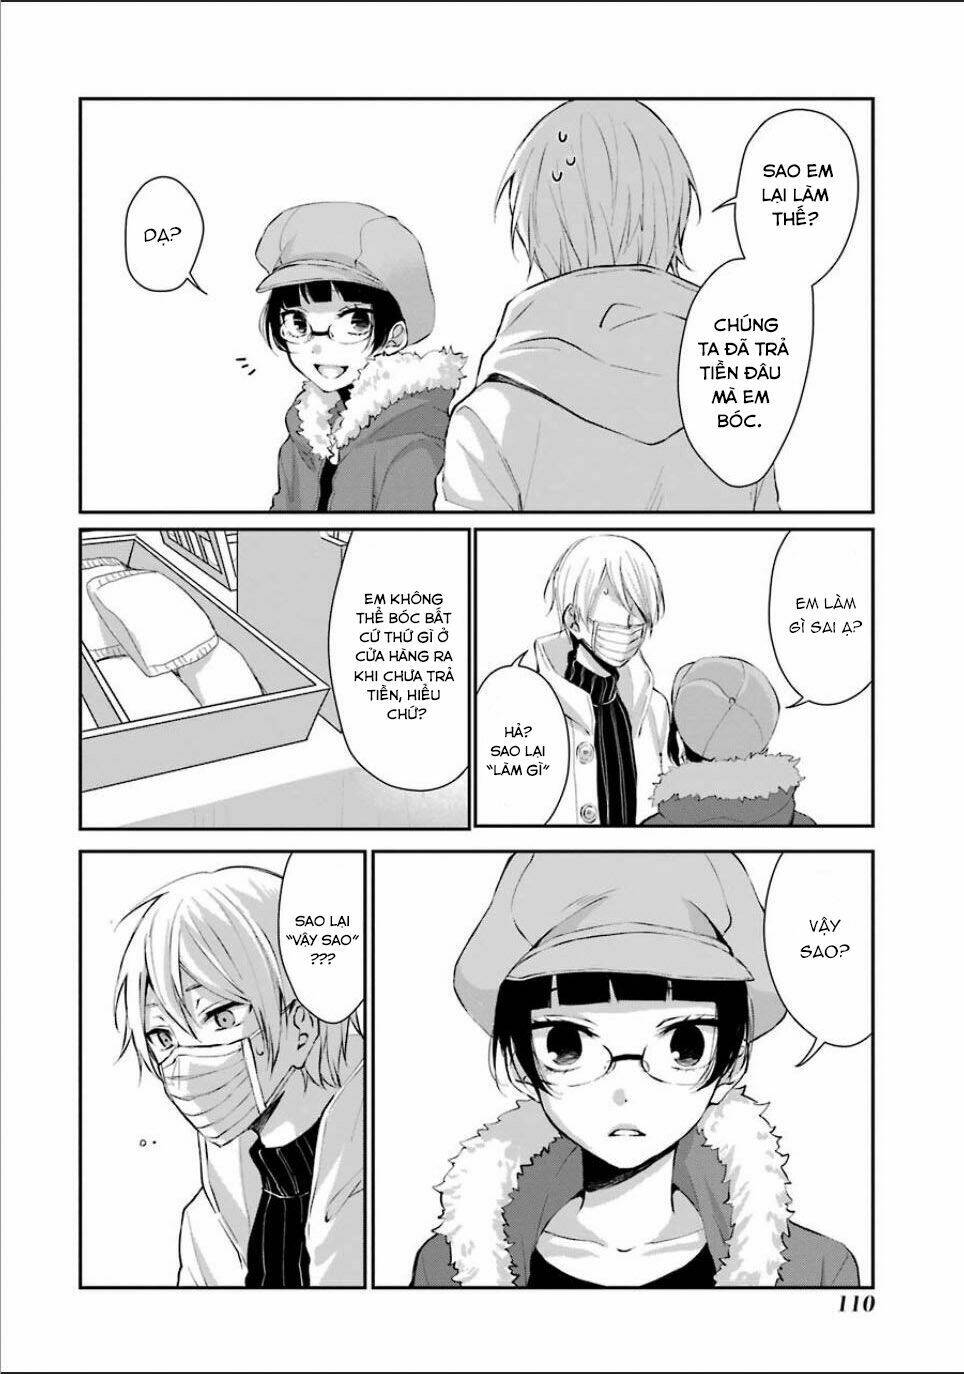 SAO EM
LẠI LÀM
THẾ?
CHÚNG
TA ĐÃ TRẢ
TIỀN ĐÂU
MÀ EM
BÓC.
DẠ?
EM LÀM
GÌ SAI Ạ?
HẢ?
SAO LẠI
"LÀM GÌ"
EM KHÔNG
THỂ BÓC BẤT
CỨ THỨ GÌ Ở
CỬA HÀNG RA
KHI CHƯA TRẢ
TIỀN, HIỂU
CHỨ?
VẬY
SAO?
SAO LẠI
"VẬY SAO"
???
110